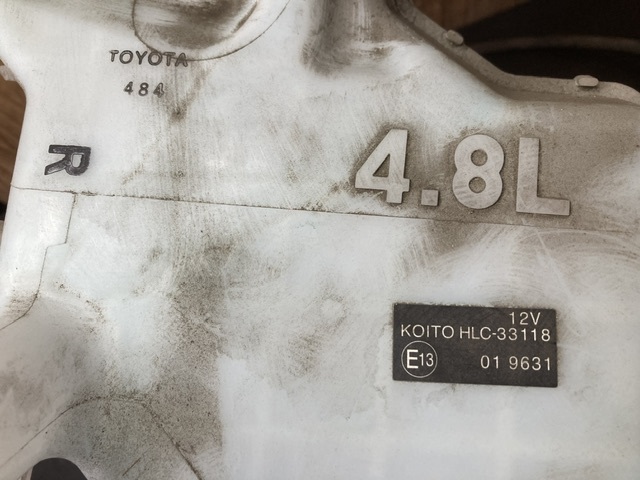 TOYOTA
484
R
4.8L
12V
KOITO HLC-33118
E13 01 9631